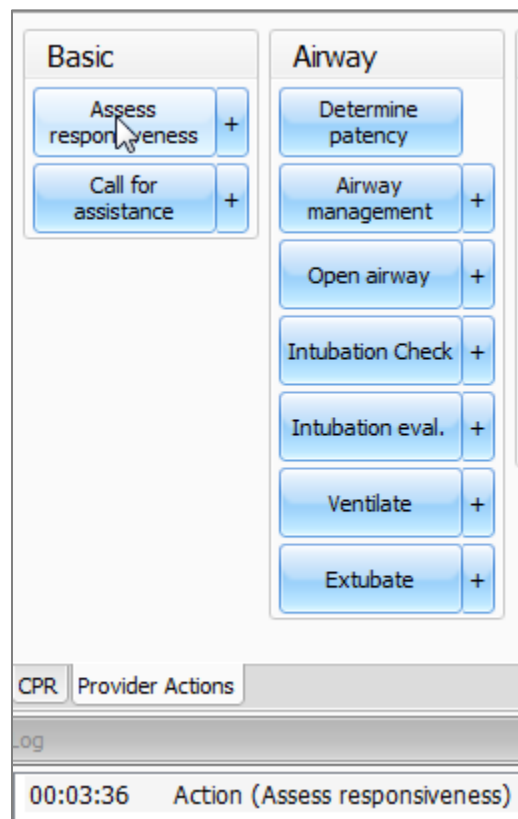 Basic
Assess
responsiveness +
Call for
assistance +
Airway
Determine
patency
Airway
management +
Open airway +
Intubation Check +
Intubation eval. +
Ventilate +
Extubate +
CPR Provider Actions
Log
00:03:36 Action (Assess responsiveness)